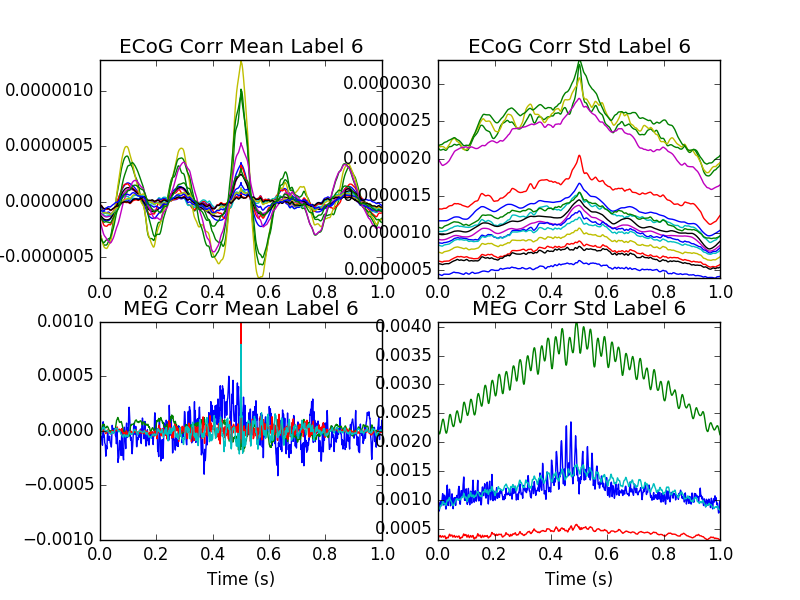 ECoG Corr Mean Label 6
0.0000010
0.0000005
0.0000000
-0.0000005
0.0 0.2 0.4 0.6 0.8 1.0
ECoG Corr Std Label 6
0.0000030
0.0000025
0.0000020
0.0000015
0.0000010
0.0000005
0.0 0.2 0.4 0.6 0.8 1.0
MEG Corr Mean Label 6
0.0010
0.0005
0.0000
−0.0005
−0.0010
0.0 0.2 0.4 0.6 0.8 1.0
Time (s)
MEG Corr Std Label 6
0.0040
0.0035
0.0030
0.0025
0.0020
0.0015
0.0010
0.0005
0.0 0.2 0.4 0.6 0.8 1.0
Time (s)